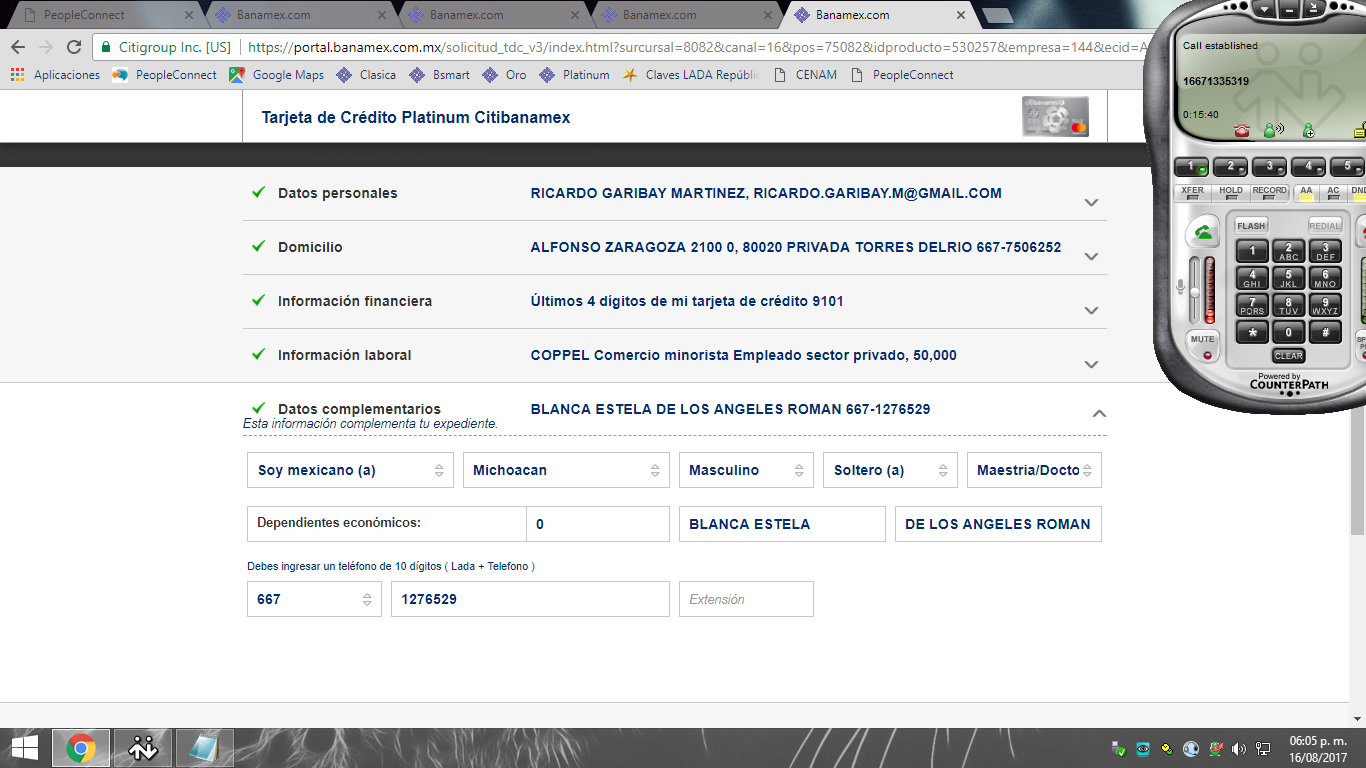 PeopleConnect
Banamex.com
Banamex.com
Banamex.com
Banamex.com
Citigroup Inc. [US] https://portal.banamex.com.mx/solicitud_tdc_v3/index.html?surcursal=8082&canal=16&pos=75082&idproducto=530257&empresa=144&ecid=A
Aplicaciones PeopleConnect Google Maps Clasica Bsmart Oro Platinum Claves LADA Repúbli CENAM PeopleConnect
Tarjeta de Crédito Platinum Citibanamex
citibanamex
Datos personales RICARDO GARIBAY MARTINEZ, RICARDO.GARIBAY.M@GMAIL.COM
Domicilio ALFONSO ZARAGOZA 2100 0, 80020 PRIVADA TORRES DELRIO 667-7506252
Información financiera Últimos 4 dígitos de mi tarjeta de crédito 9101
Información laboral COPPEL Comercio minorista Empleado sector privado, 50,000
Datos complementarios BLANCA ESTELA DE LOS ANGELES ROMAN 667-1276529
Esta información complementa tu expediente.
Soy mexicano (a) Michoacan Masculino Soltero (a) Maestria/Docto
Dependientes económicos: 0 BLANCA ESTELA DE LOS ANGELES ROMAN
Debes ingresar un teléfono de 10 dígitos ( Lada + Telefono )
667 1276529 Extensión
Call established
16671335319
0:15:40
1 2 3 4 5
XFER HOLD RECORD AA AC DND
FLASH REDIAL
1 2 ABC 3 DEF
4 GHI 5 JKL 6 MNO
7 PQRS 8 TUV 9 WXYZ
* 0 #
MUTE
CLEAR
Powered by
COUNTERPATH
06:05 p. m.
16/08/2017